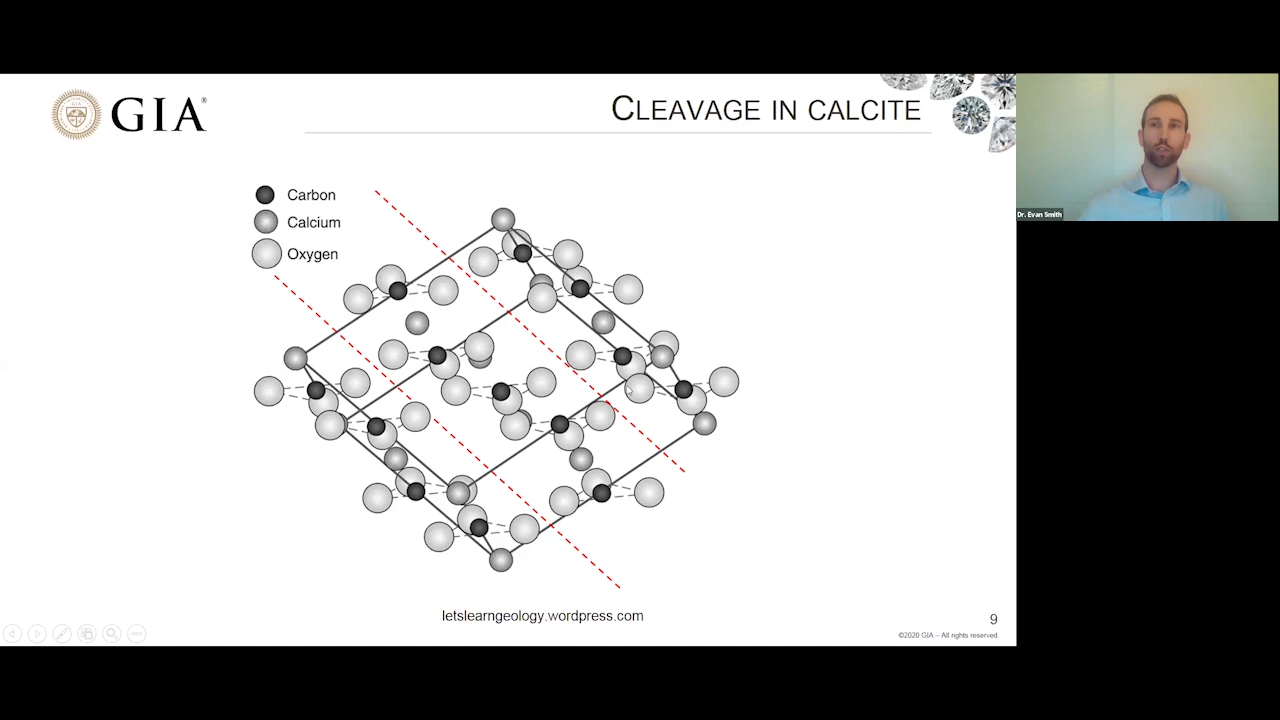 GIA®
CLEAVAGE IN CALCITE
Carbon
Calcium
Oxygen
letslearngeology.wordpress.com
9
©2020 GIA – All rights reserved
Dr. Evan Smith